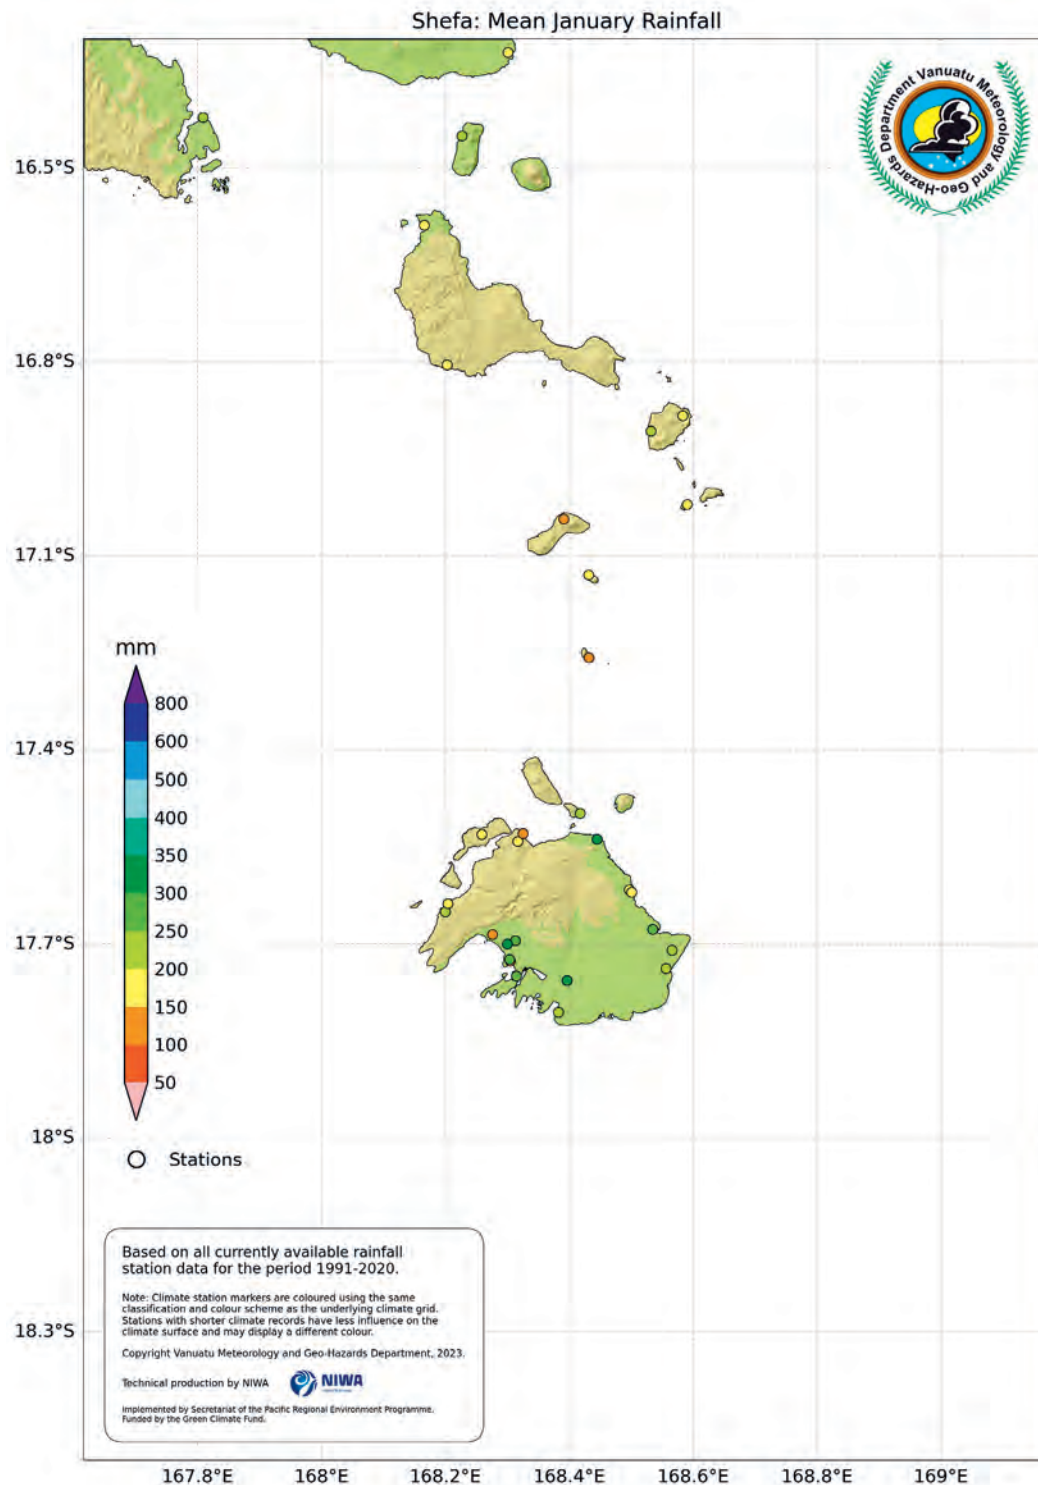 Shefa: Mean January Rainfall
Vanuatu Meteorology and Geo-Hazards Department
16.5°S
16.8°S
17.1°S
17.4°S
17.7°S
18°S
18.3°S
mm
800
600
500
400
350
300
250
200
150
100
50
Stations
Based on all currently available rainfall
station data for the period 1991-2020.
Note: Climate station markers are coloured using the same
classification and colour scheme as the underlying climate grid.
Stations with shorter climate records have less influence on the
climate surface and may display a different colour.
Copyright Vanuatu Meteorology and Geo-Hazards Department, 2023.
Technical production by NIWA
NIWA
Implemented by Secretariat of the Pacific Regional Environment Programme.
Funded by the Green Climate Fund.
167.8°E
168°E
168.2°E
168.4°E
168.6°E
168.8°E
169°E